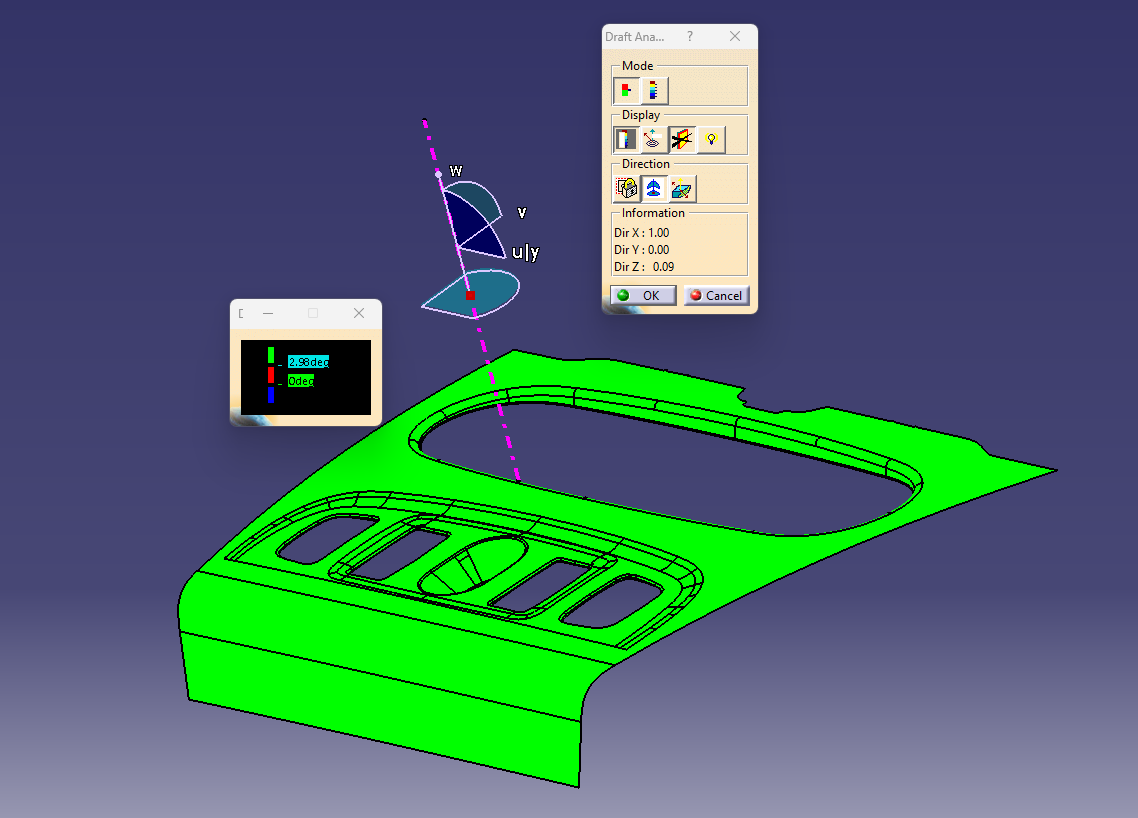 Draft Ana... ?
Mode
Display
Direction
Information
Dir X : 1.00
Dir Y : 0.00
Dir Z : 0.09
OK Cancel
w
v
u|y
2.98deg
0deg